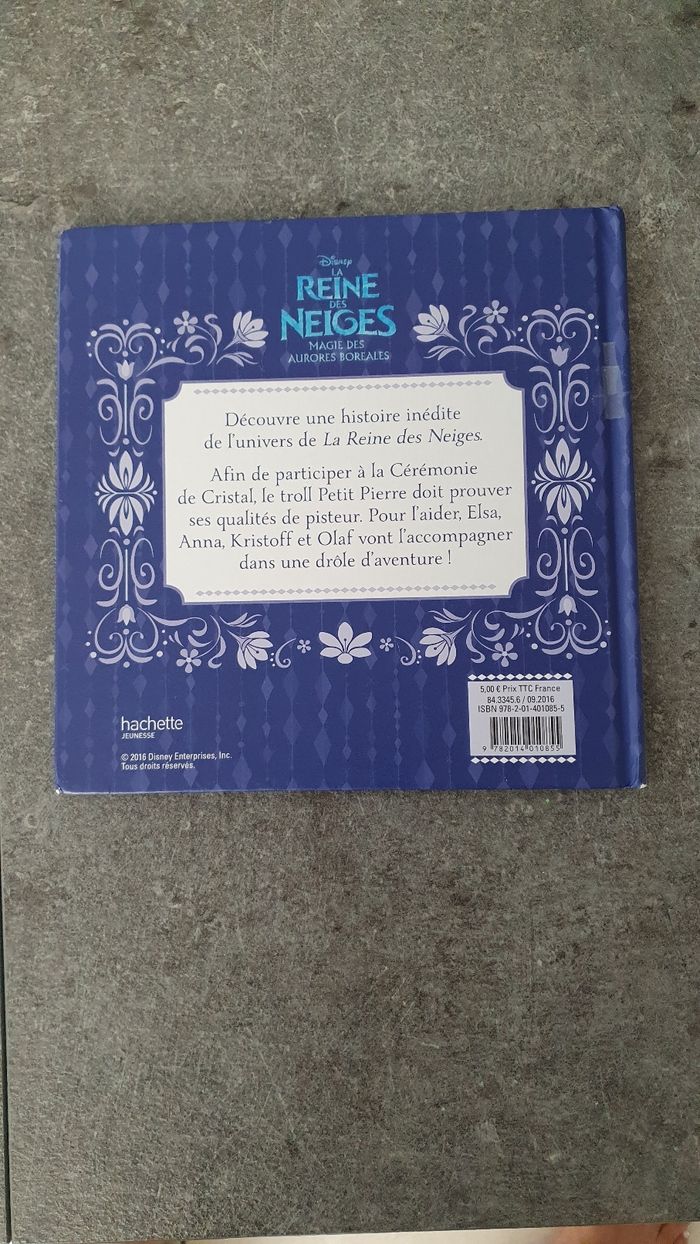 Disney
LA
REINE
DES
NEIGES
MAGIE DES
AURORES BOREALES
Découvre une histoire inédite
de l'univers de La Reine des Neiges.
Afin de participer à la Cérémonie
de Cristal, le troll Petit Pierre doit prouver
ses qualités de pisteur. Pour l'aider, Elsa,
Anna, Kristoff et Olaf vont l'accompagner
dans une drôle d'aventure !
5,00 € Prix TTC France
84.3345.6 / 09.2016
ISBN 978-2-01-401085-5
9 782014 010855
hachette
JEUNESSE
© 2016 Disney Enterprises, Inc.
Tous droits réservés.